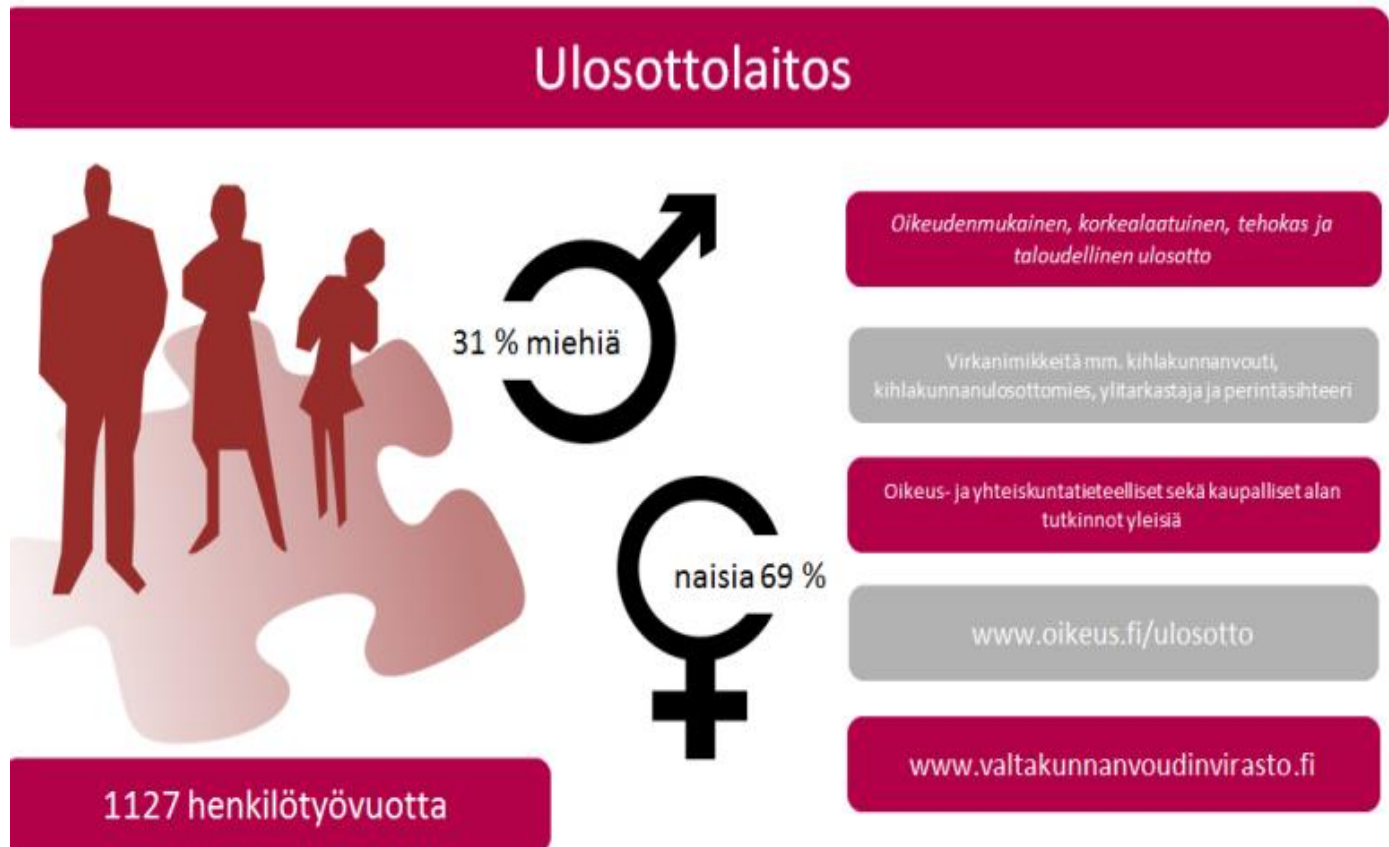 Ulosottolaitos
31 % miehiä
naisia 69 %
1127 henkilötyövuotta
Oikeudenmukainen, korkealaatuinen, tehokas ja
taloudellinen ulosotto
Virkanimikkeitä mm. kihlakunnanvouti,
kihlakunnanulosottomies, ylitarkastaja ja perintäsihteeri
Oikeus- ja yhteiskuntatieteelliset sekä kaupalliset alan
tutkinnot yleisiä
www.oikeus.fi/ulosotto
www.valtakunnanvoudinvirasto.fi